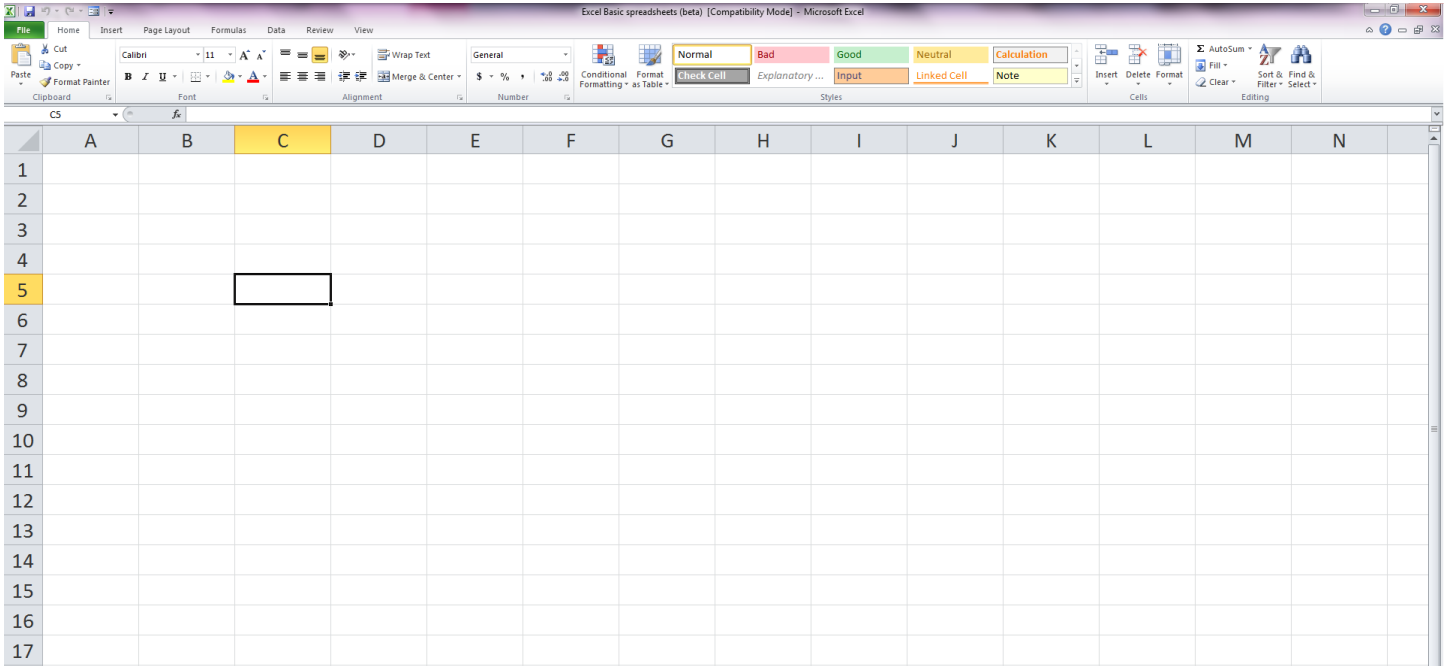 Excel Basic spreadsheets (beta) [Compatibility Mode] - Microsoft Excel
File Home Insert Page Layout Formulas Data Review View
Paste
Cut
Copy
Format Painter
Clipboard
Calibri 11
B I U A
Font
Wrap Text
Merge & Center
Alignment
General
$ % ,
Number
Conditional Formatting
Format as Table
Normal Bad Good Neutral Calculation
Check Cell Explanatory ... Input Linked Cell Note
Styles
Insert Delete Format
Cells
Σ AutoSum
Fill
Clear
Sort & Filter
Find & Select
Editing
C5 fx
A B C D E F G H I J K L M N
1
2
3
4
5
6
7
8
9
10
11
12
13
14
15
16
17